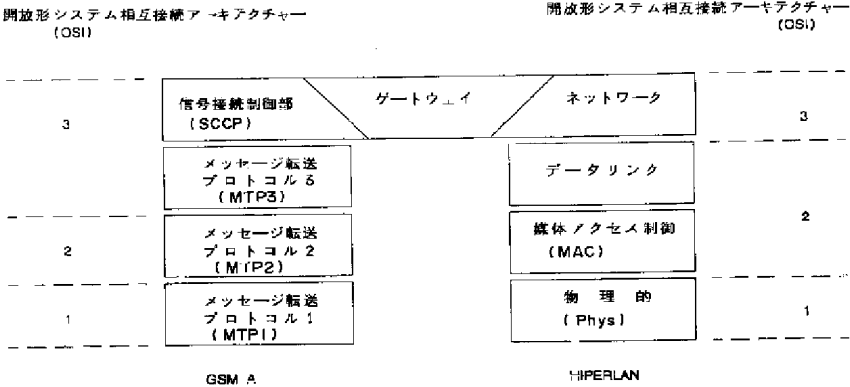 開放形システム相互接続アーキテクチャー
(OSI)
開放形システム相互接続アーキテクチャー
(OSI)
3
信号接続制御部
(SCCP)
ゲートウェイ
ネットワーク
3
メッセージ転送
プロトコル3
(MTP3)
データリンク
2
メッセージ転送
プロトコル2
(MTP2)
媒体アクセス制御
(MAC)
2
1
メッセージ転送
プロトコル1
(MTP1)
物理的
(Phys)
1
GSM A
HIPERLAN